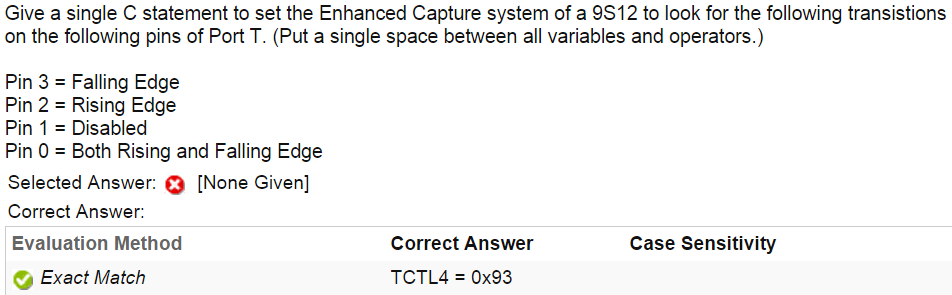 Give a single C statement to set the Enhanced Capture system of a 9S12 to look for the following transistions
on the following pins of Port T. (Put a single space between all variables and operators.)
Pin 3 = Falling Edge
Pin 2 = Rising Edge
Pin 1 = Disabled
Pin 0 = Both Rising and Falling Edge
Selected Answer: [None Given]
Correct Answer:
Evaluation Method Correct Answer Case Sensitivity
Exact Match TCTL4 = 0x93